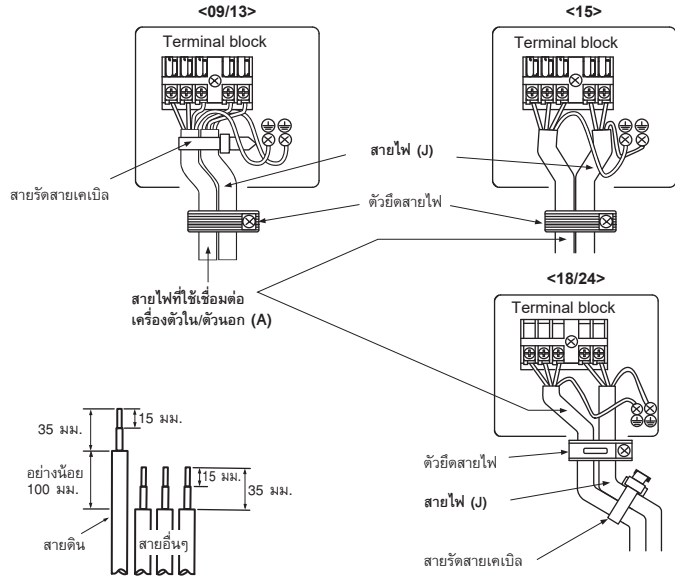 <09/13>
Terminal block
สายรัดสายเคเบิล
สายไฟ (J)
ตัวยึดสายไฟ
สายไฟที่ใช้เชื่อมต่อ
เครื่องตัวใน/ตัวนอก (A)
<15>
Terminal block
<18/24>
Terminal block
ตัวยึดสายไฟ
สายไฟ (J)
สายรัดสายเคเบิล
15 มม.
35 มม.
อย่างน้อย
100 มม.
สายดิน
15 มม.
35 มม.
สายอื่นๆ